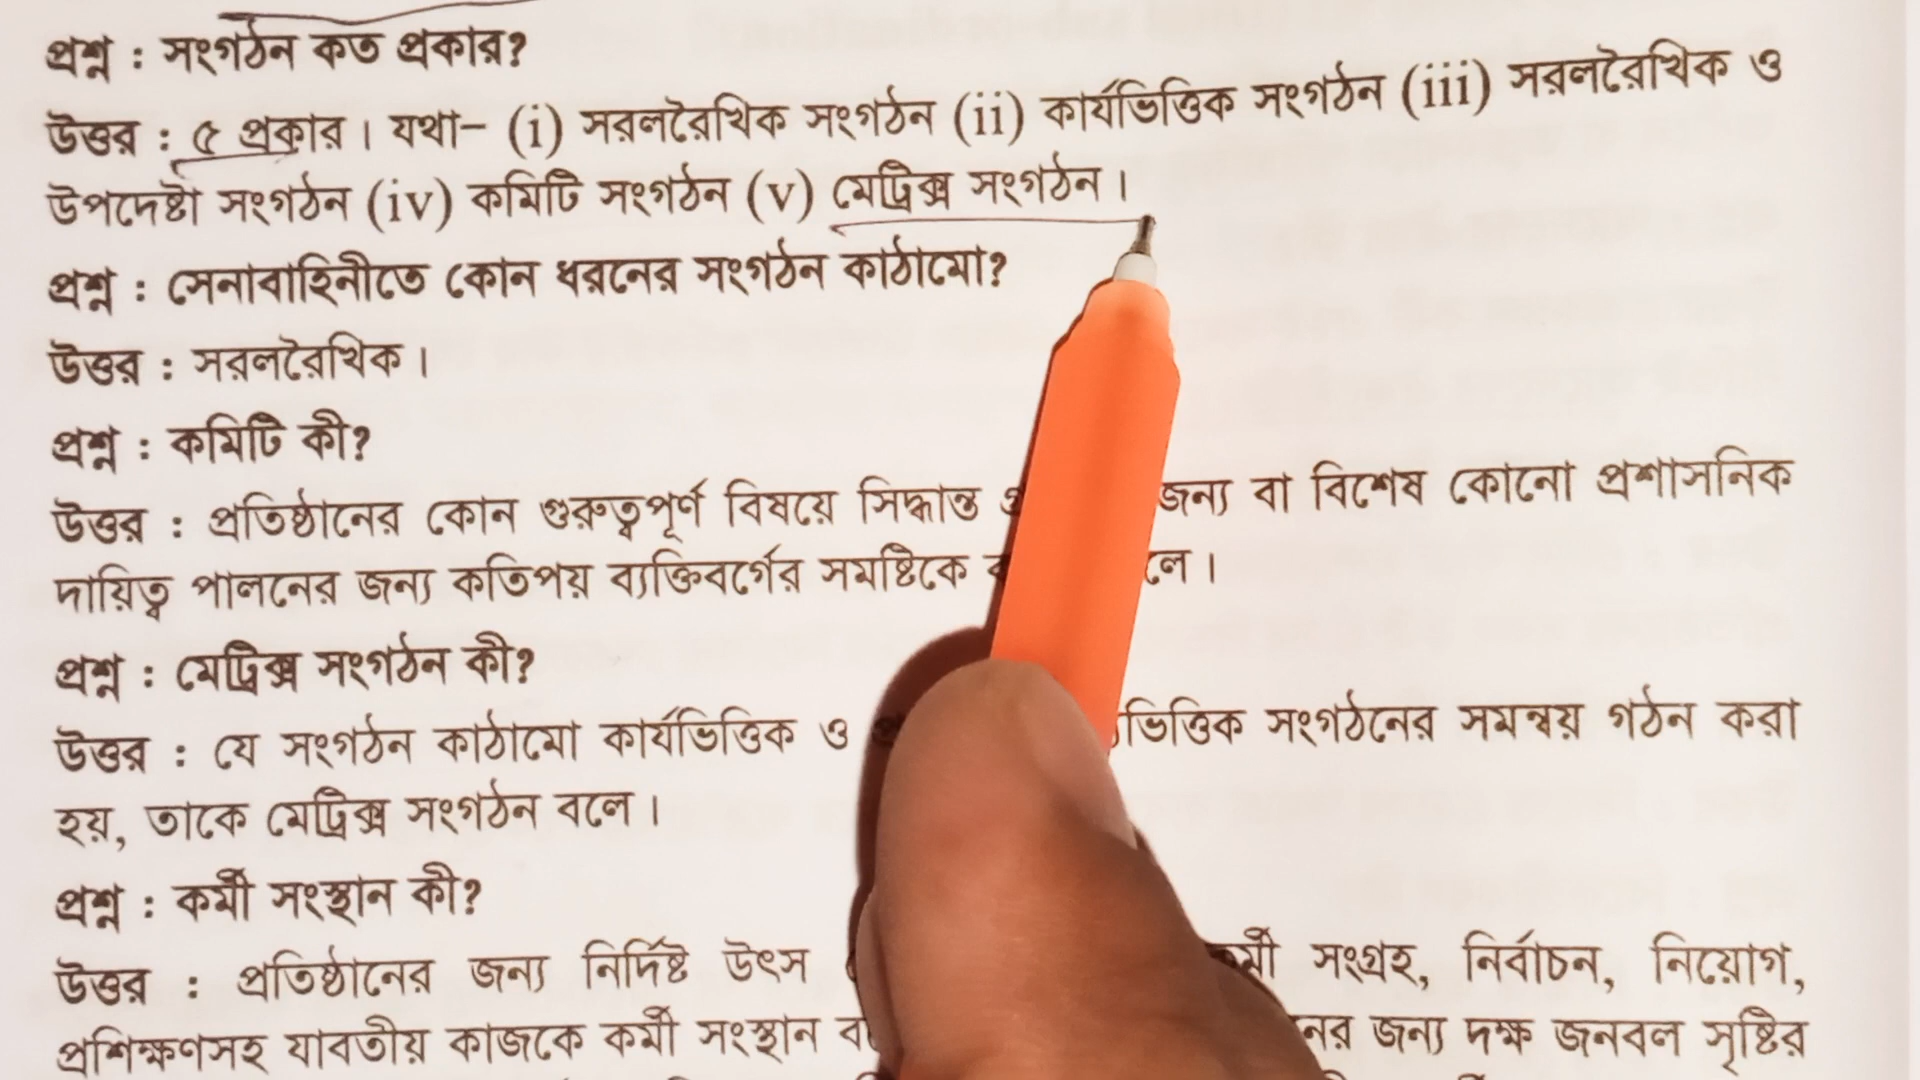 প্রশ্ন : সংগঠন কত প্রকার?
উত্তর : ৫ প্রকার। যথা– (i) সরলরৈখিক সংগঠন (ii) কার্যভিত্তিক সংগঠন (iii) সরলরৈখিক ও
উপদেষ্টা সংগঠন (iv) কমিটি সংগঠন (v) মেট্রিক্স সংগঠন।
প্রশ্ন : সেনাবাহিনীতে কোন ধরনের সংগঠন কাঠামো?
উত্তর : সরলরৈখিক।
প্রশ্ন : কমিটি কী?
উত্তর : প্রতিষ্ঠানের কোন গুরুত্বপূর্ণ বিষয়ে সিদ্ধান্ত জন্য বা বিশেষ কোনো প্রশাসনিক
দায়িত্ব পালনের জন্য কতিপয় ব্যক্তিবর্গের সমষ্টিকে
প্রশ্ন : মেট্রিক্স সংগঠন কী?
উত্তর : যে সংগঠন কাঠামো কার্যভিত্তিক ও ভিত্তিক সংগঠনের সমন্বয় গঠন করা
হয়, তাকে মেট্রিক্স সংগঠন বলে।
প্রশ্ন : কর্মী সংস্থান কী?
উত্তর : প্রতিষ্ঠানের জন্য নির্দিষ্ট উৎস কর্মী সংগ্রহ, নির্বাচন, নিয়োগ,
প্রশিক্ষণসহ যাবতীয় কাজকে কর্মী সংস্থান জন্য দক্ষ জনবল সৃষ্টির